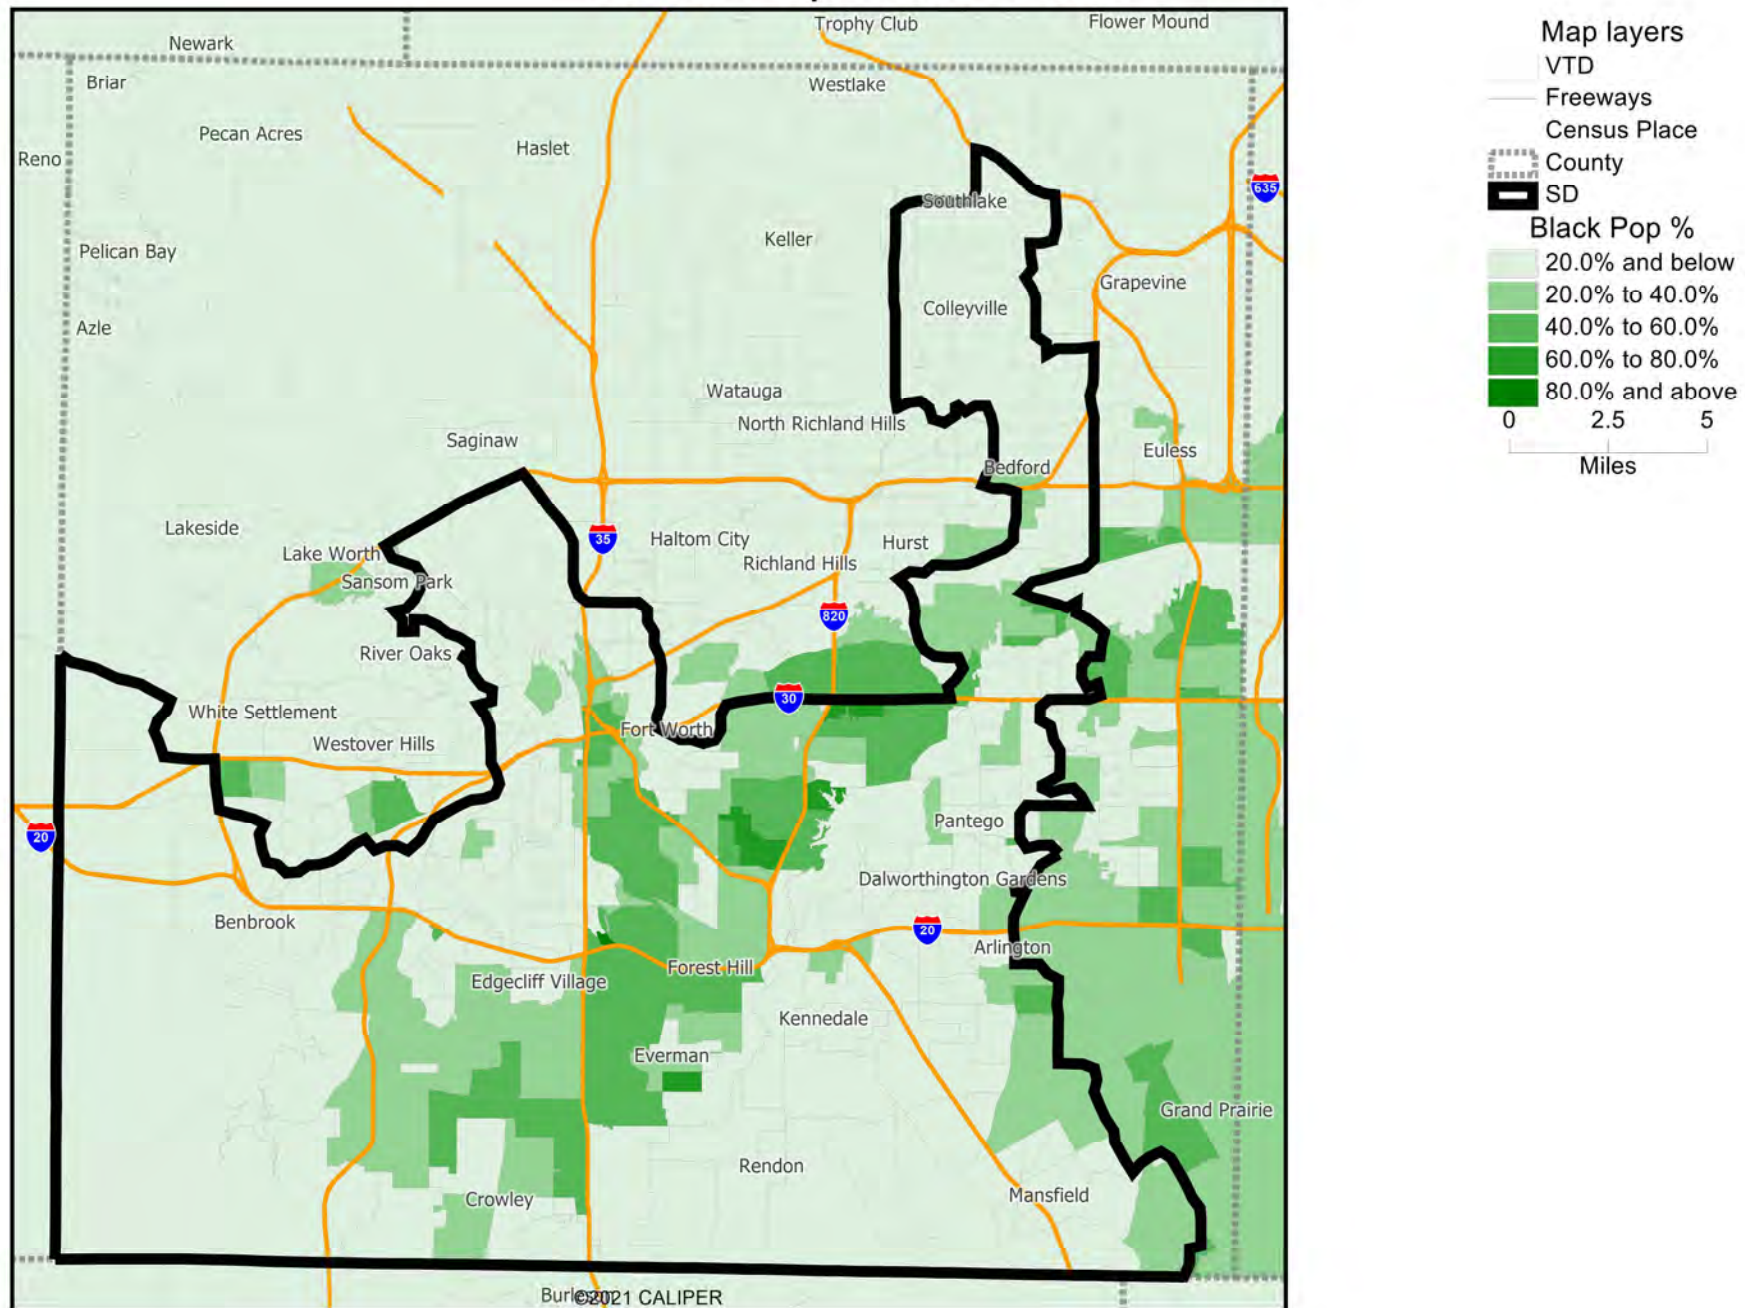 Trophy Club
Flower Mound
Newark
Briar
Westlake
Pecan Acres
Haslet
Reno
Southlake
Keller
Pelican Bay
Grapevine
Colleyville
Azle
Watauga
North Richland Hills
Saginaw
Euless
Bedford
Lakeside
Haltom City
Hurst
Lake Worth
Richland Hills
Sansom Park
River Oaks
White Settlement
Fort Worth
Westover Hills
Pantego
Dalworthington Gardens
Benbrook
Arlington
Forest Hill
Edgecliff Village
Kennedale
Everman
Grand Prairie
Rendon
Mansfield
Crowley
Burleson
©2021 CALIPER
635
35
820
30
20
20
Map layers
VTD
Freeways
Census Place
County
SD
Black Pop %
20.0% and below
20.0% to 40.0%
40.0% to 60.0%
60.0% to 80.0%
80.0% and above
0 2.5 5
Miles